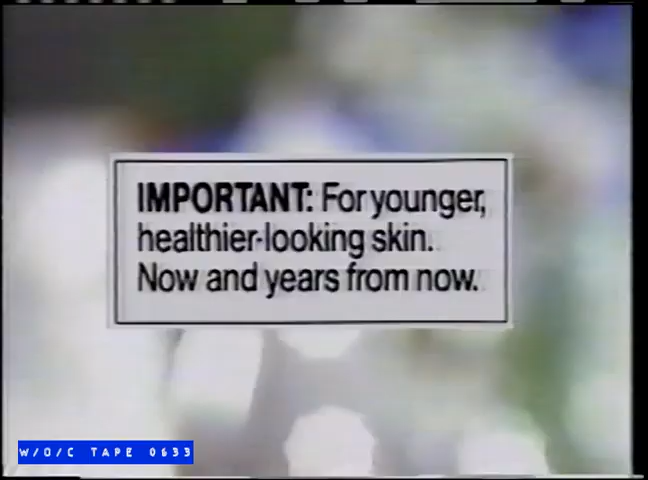 IMPORTANT: For younger,
healthier-looking skin.
Now and years from now.
W/O/C TAPE 0633